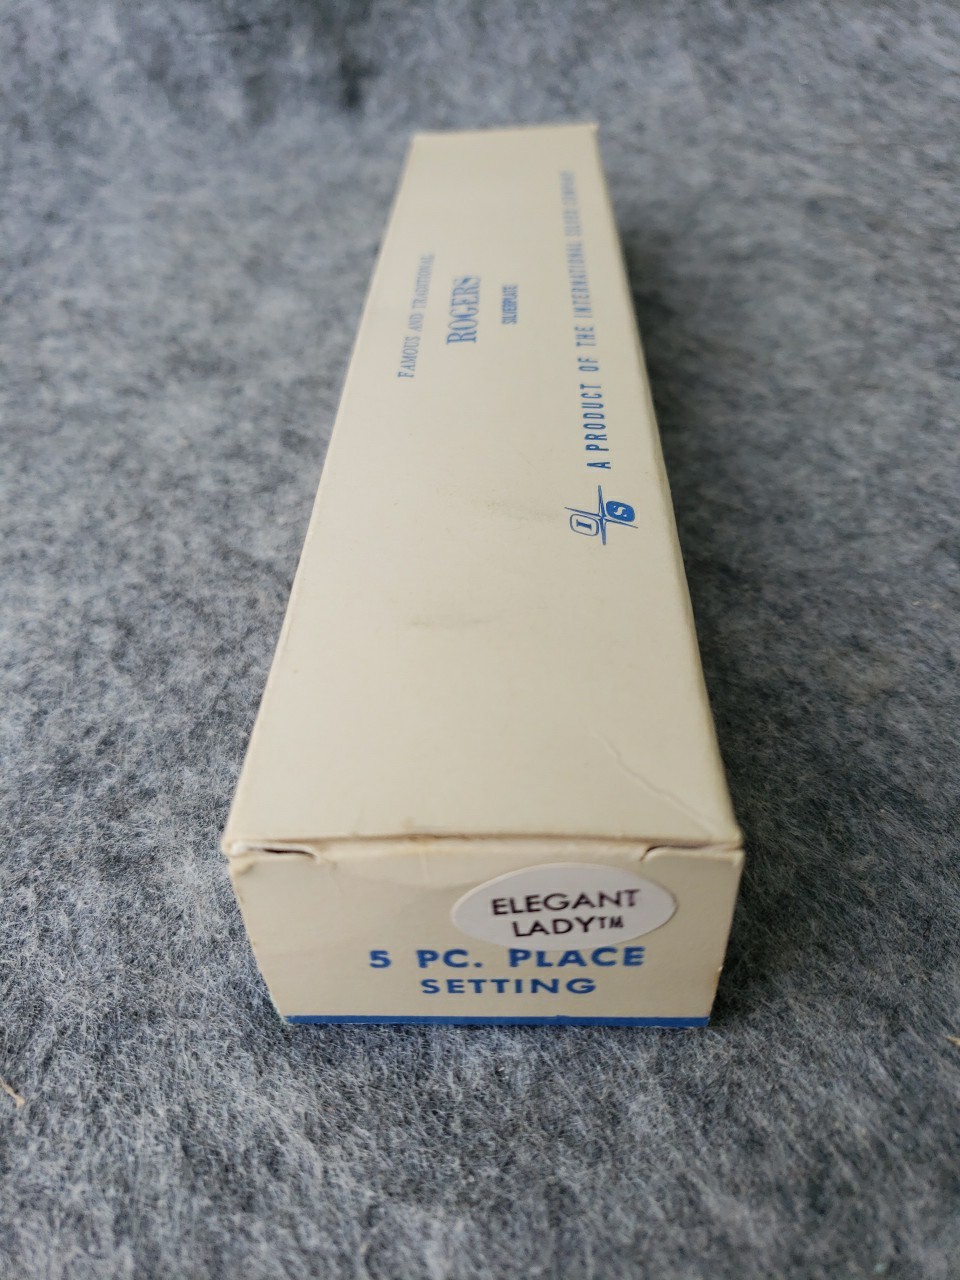 FAMOUS AND TRADITIONAL
ROGERS
SILVERPLATE
I S A PRODUCT OF THE INTERNATIONAL SILVER COMPANY
ELEGANT
LADY™
5 PC. PLACE
SETTING